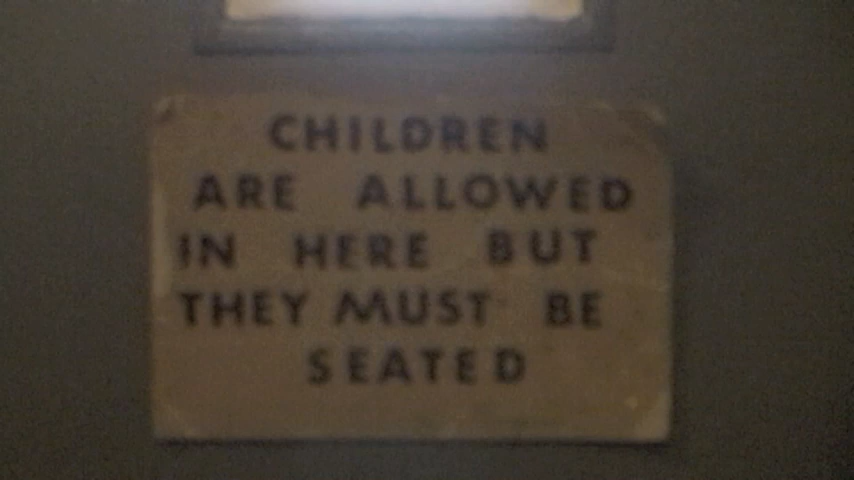 CHILDREN
ARE ALLOWED
IN HERE BUT
THEY MUST BE
SEATED